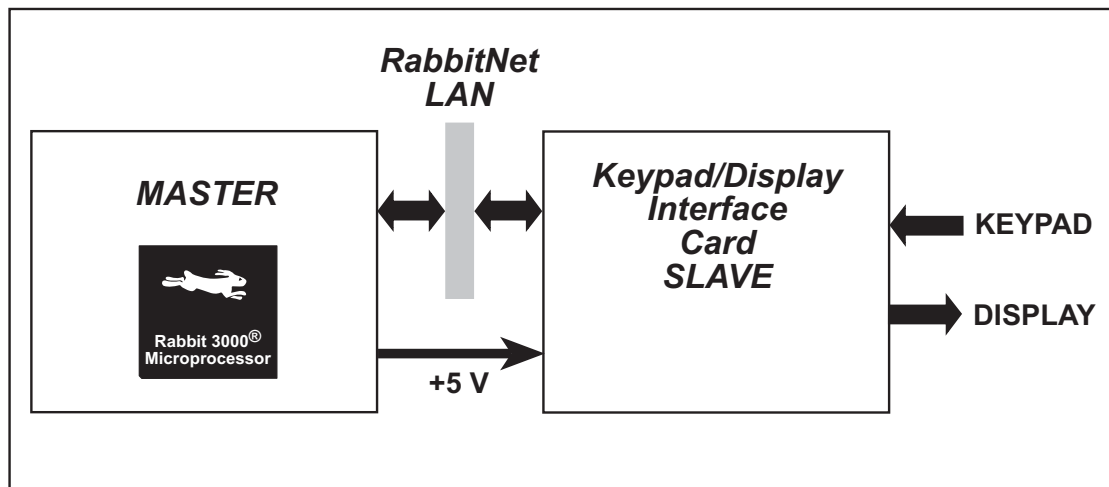 RabbitNet
LAN
MASTER
Rabbit 3000®
Microprocessor
+5 V
Keypad/Display
Interface
Card
SLAVE
KEYPAD
DISPLAY